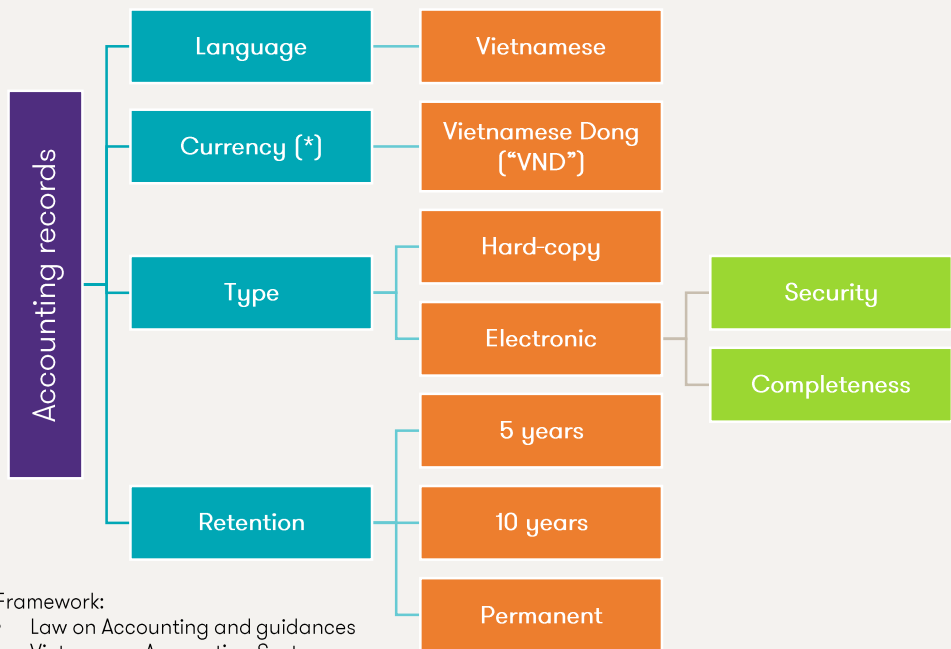 Accounting records
Language
Vietnamese
Currency (*)
Vietnamese Dong
(“VND”)
Type
Hard-copy
Electronic
Security
Completeness
Retention
5 years
10 years
Permanent
Framework:
Law on Accounting and guidances